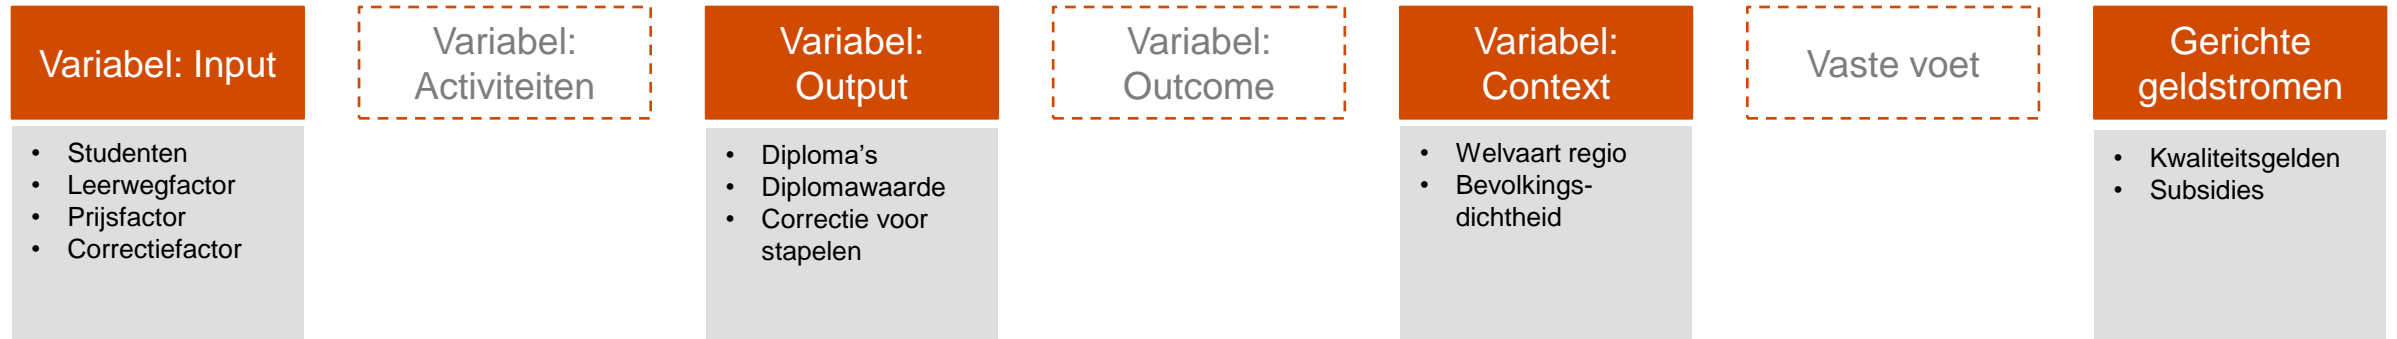 Variabel: Input
• Studenten
• Leerwegfactor
• Prijsfactor
• Correctiefactor
Variabel:
Activiteiten
Variabel:
Output
• Diploma's
• Diplomawaarde
• Correctie voor
stapelen
Variabel:
Outcome
Variabel:
Context
• Welvaart regio
• Bevolkings-
dichtheid
Vaste voet
Gerichte
geldstromen
• Kwaliteitsgelden
• Subsidies